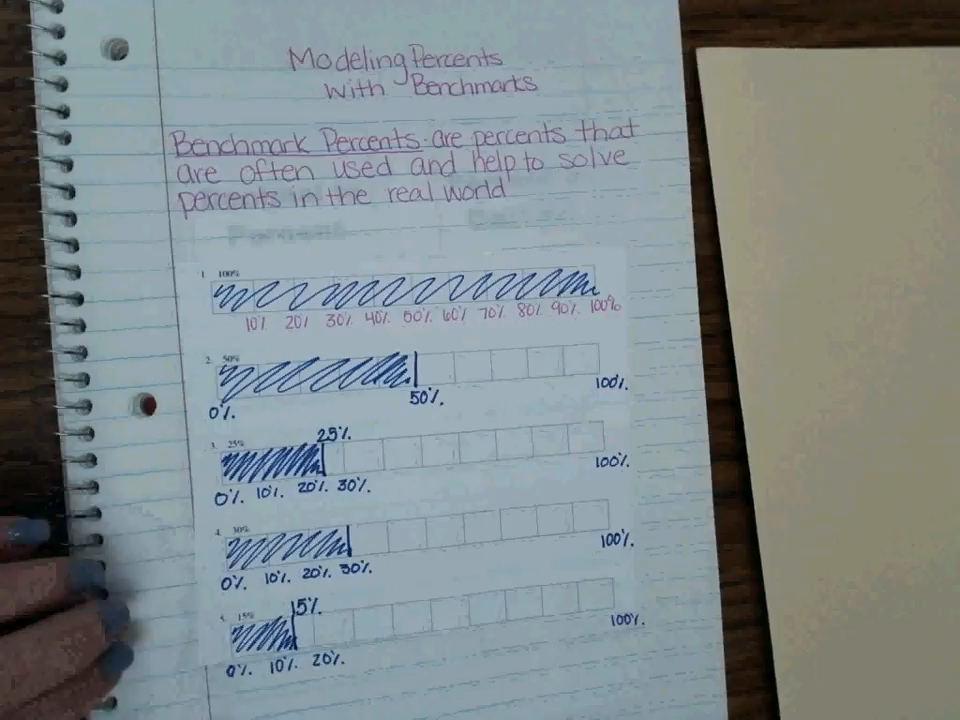 Modeling Percents
with Benchmarks
Benchmark Percents - are percents that
are often used and help to solve
percents in the real world
1. 100%
10% 20% 30% 40% 50% 60% 70% 80% 90% 100%
2. 50%
0% 50% 100%
3. 25%
25%
0% 10% 20% 30% 100%
4. 30%
0% 10% 20% 30% 100%
5. 15%
15%
0% 10% 20% 100%